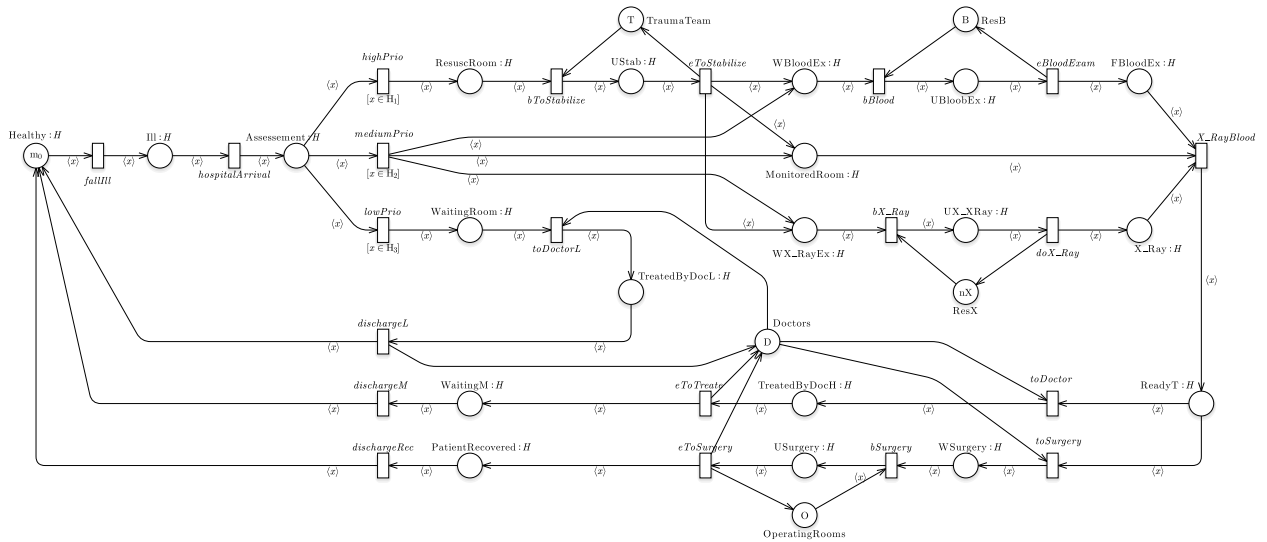 T TraumaTeam
B ResB
highPrio
ResuscRoom : H
UStab : H
eToStabilize
WBloodEx : H
eBloodExam
FBloodEx : H
⟨x⟩ ⟨x⟩ ⟨x⟩ ⟨x⟩ ⟨x⟩ ⟨x⟩ ⟨x⟩ ⟨x⟩ ⟨x⟩ ⟨x⟩
[x ∈ H₁]
bToStabilize
bBlood
UBloobEx : H
⟨x⟩
⟨x⟩
Healthy : H
Ill : H
Assessement : H
mediumPrio
X_RayBlood
⟨x⟩
m₀ ⟨x⟩ ⟨x⟩ ⟨x⟩ ⟨x⟩ ⟨x⟩ ⟨x⟩ ⟨x⟩
fallIll
hospitalArrival
[x ∈ H₂]
⟨x⟩
MonitoredRoom : H
lowPrio
WaitingRoom : H
bX_Ray
UX_XRay : H
⟨x⟩
⟨x⟩ ⟨x⟩ ⟨x⟩ ⟨x⟩ ⟨x⟩ ⟨x⟩ ⟨x⟩ ⟨x⟩ ⟨x⟩
[x ∈ H₃]
toDoctorL
WX_RayEx : H
doX_Ray
X_Ray : H
TreatedByDocL : H
⟨x⟩
nX
ResX
dischargeL
Doctors
D
⟨x⟩ ⟨x⟩
dischargeM
WaitingM : H
eToTreate
TreatedByDocH : H
toDoctor
ReadyT : H
⟨x⟩ ⟨x⟩ ⟨x⟩ ⟨x⟩ ⟨x⟩ ⟨x⟩
dischargeRec
PatientRecovered : H
eToSurgery
USurgery : H
bSurgery
WSurgery : H
toSurgery
⟨x⟩ ⟨x⟩ ⟨x⟩ ⟨x⟩ ⟨x⟩ ⟨x⟩ ⟨x⟩ ⟨x⟩
O
OperatingRooms